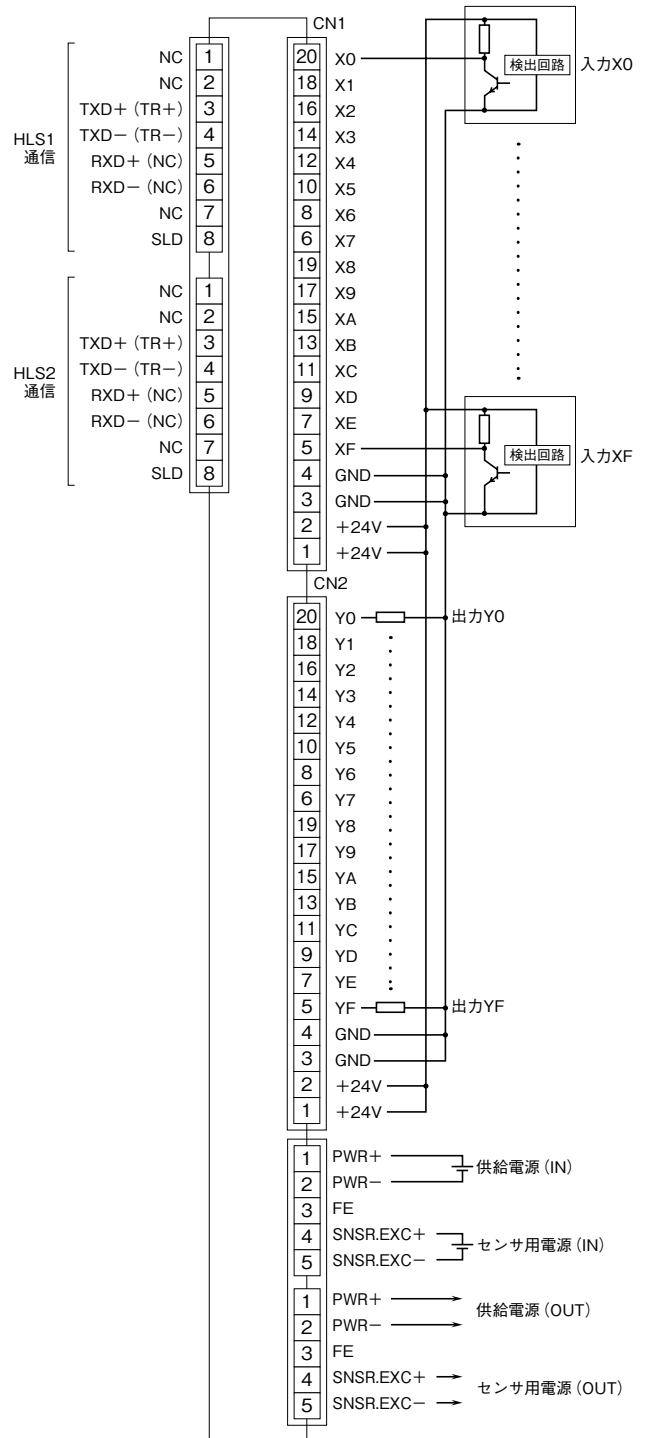 HLS1
通信
NC 1
NC 2
TXD+ (TR+) 3
TXD− (TR−) 4
RXD+ (NC) 5
RXD− (NC) 6
NC 7
SLD 8
HLS2
通信
NC 1
NC 2
TXD+ (TR+) 3
TXD− (TR−) 4
RXD+ (NC) 5
RXD− (NC) 6
NC 7
SLD 8
CN1
20 X0
18 X1
16 X2
14 X3
12 X4
10 X5
8 X6
6 X7
19 X8
17 X9
15 XA
13 XB
11 XC
9 XD
7 XE
5 XF
4 GND
3 GND
2 +24V
1 +24V
検出回路 入力X0
検出回路 入力XF
CN2
20 Y0 出力Y0
18 Y1
16 Y2
14 Y3
12 Y4
10 Y5
8 Y6
6 Y7
19 Y8
17 Y9
15 YA
13 YB
11 YC
9 YD
7 YE
5 YF 出力YF
4 GND
3 GND
2 +24V
1 +24V
1 PWR+
2 PWR−
供給電源 (IN)
3 FE
4 SNSR.EXC+
5 SNSR.EXC−
センサ用電源 (IN)
1 PWR+
2 PWR−
供給電源 (OUT)
3 FE
4 SNSR.EXC+
5 SNSR.EXC−
センサ用電源 (OUT)